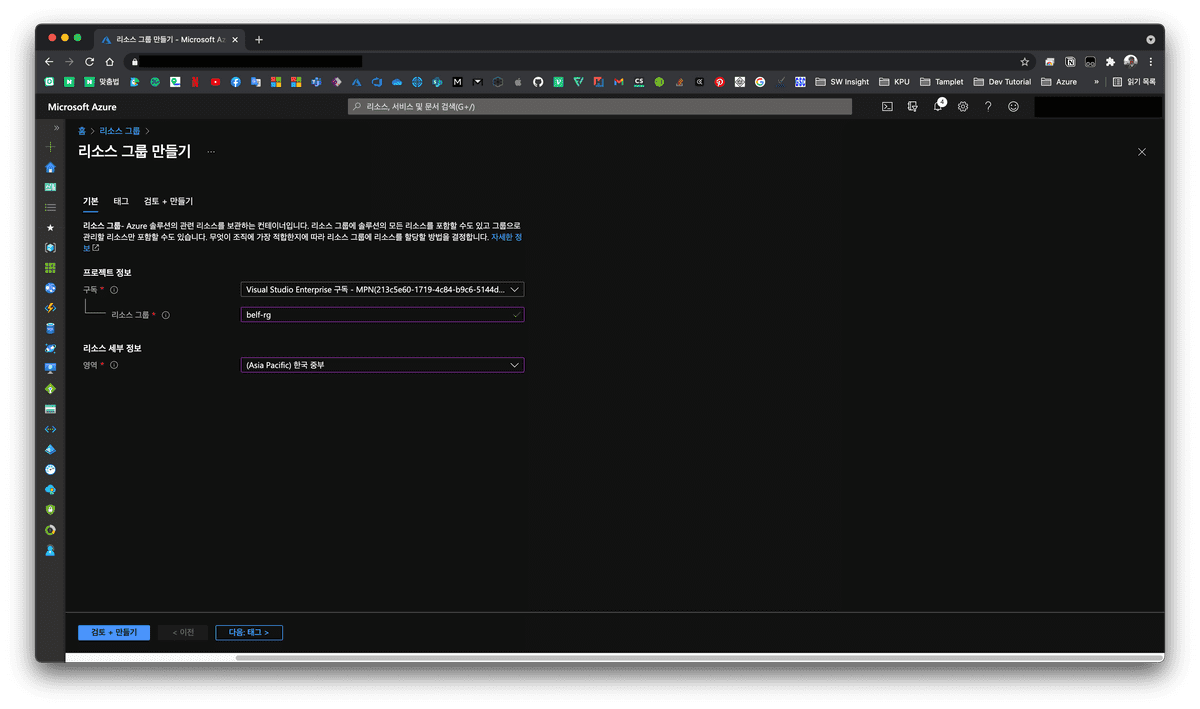 리소스 그룹 만들기 - Microsoft Az
맞춤법
SW Insight
KPU
Tamplet
Dev Tutorial
Azure
»
읽기 목록
Microsoft Azure
리소스, 서비스 및 문서 검색(G+/)
4
홈 > 리소스 그룹 >
리소스 그룹 만들기 ...
기본 태그 검토 + 만들기
리소스 그룹- Azure 솔루션의 관련 리소스를 보관하는 컨테이너입니다. 리소스 그룹에 솔루션의 모든 리소스를 포함할 수도 있고 그룹으로
관리할 리소스만 포함할 수도 있습니다. 무엇이 조직에 가장 적합한지에 따라 리소스 그룹에 리소스를 할당할 방법을 결정합니다. 자세한 정
보
프로젝트 정보
구독 *
Visual Studio Enterprise 구독 - MPN(213c5e60-1719-4c84-b9c6-5144d...
리소스 그룹 *
belf-rg
리소스 세부 정보
영역 *
(Asia Pacific) 한국 중부
검토 + 만들기
< 이전
다음: 태그 >